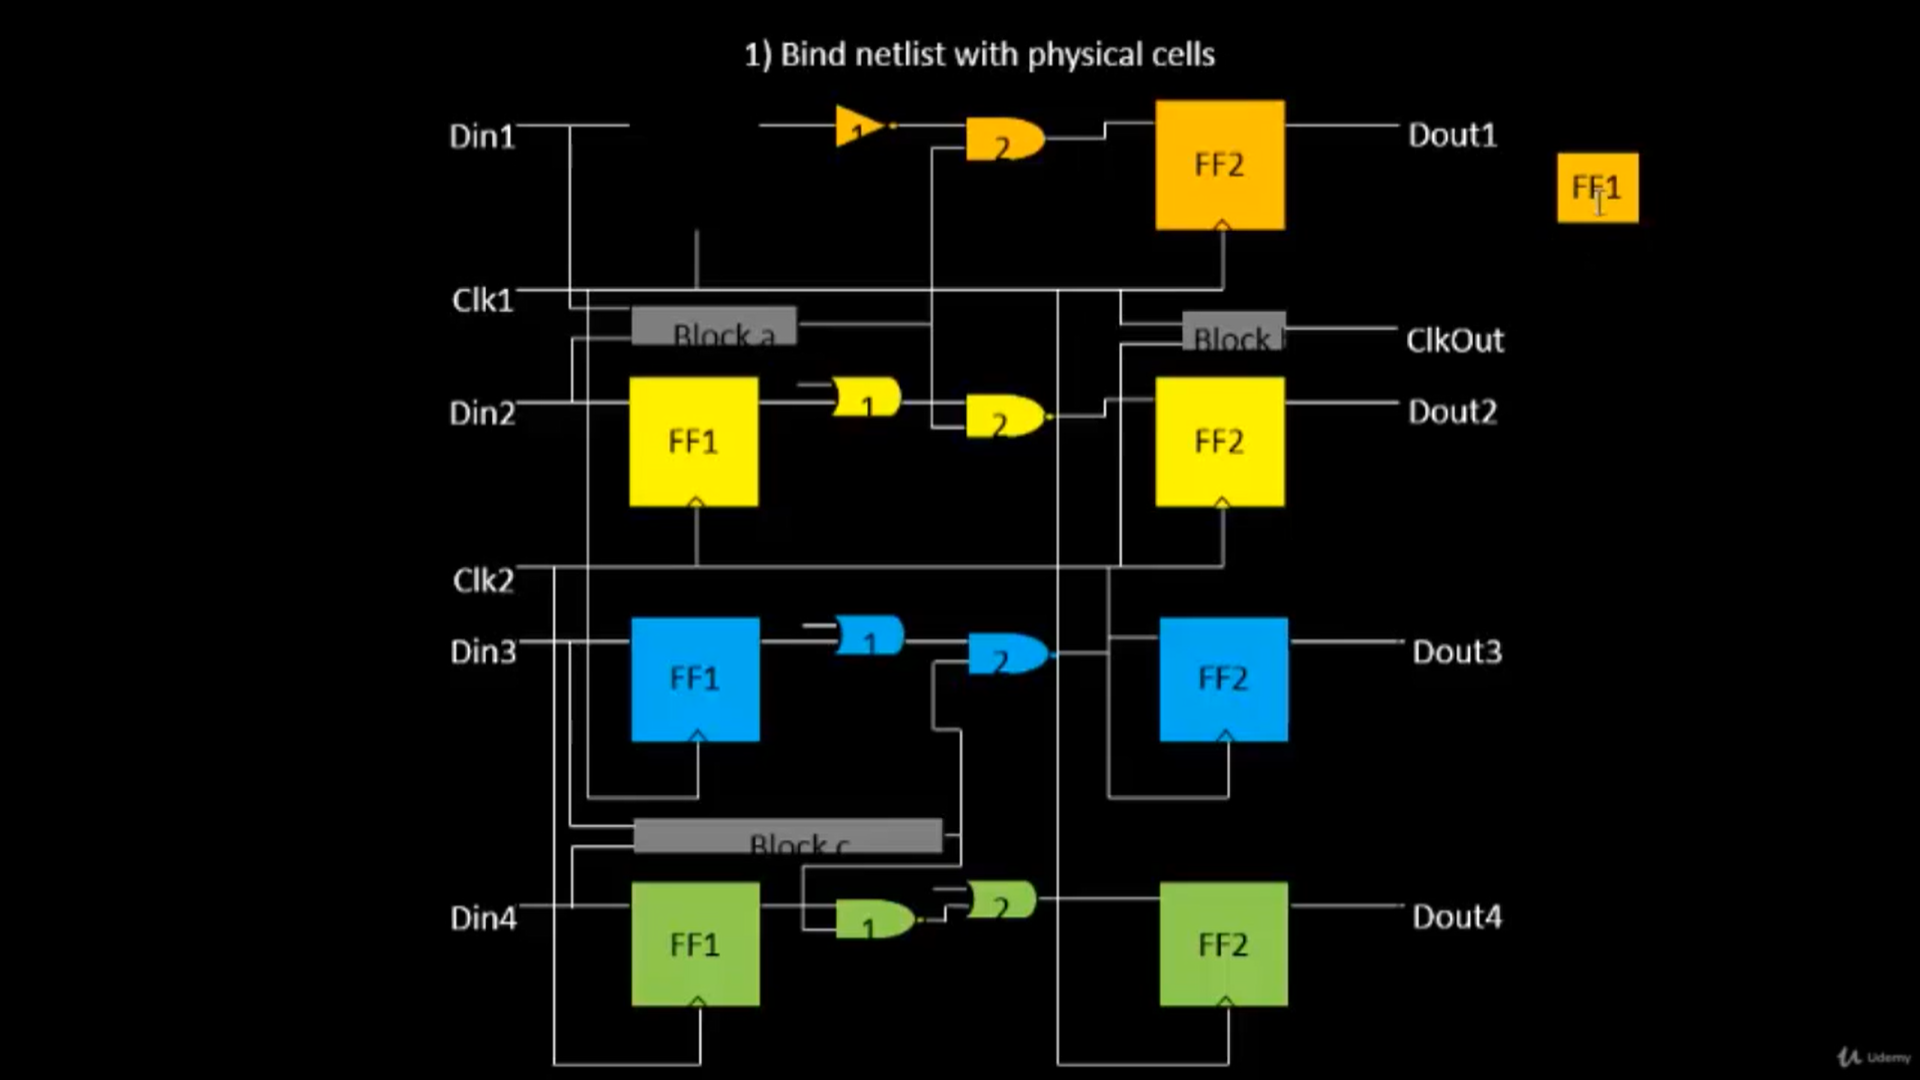 1) Bind netlist with physical cells
Din1
1
2
FF2
Dout1
FF1
Clk1
Block a
Block
ClkOut
Din2
FF1
1
2
FF2
Dout2
Clk2
Din3
FF1
1
2
FF2
Dout3
Block c
Din4
FF1
1
2
FF2
Dout4
Udemy